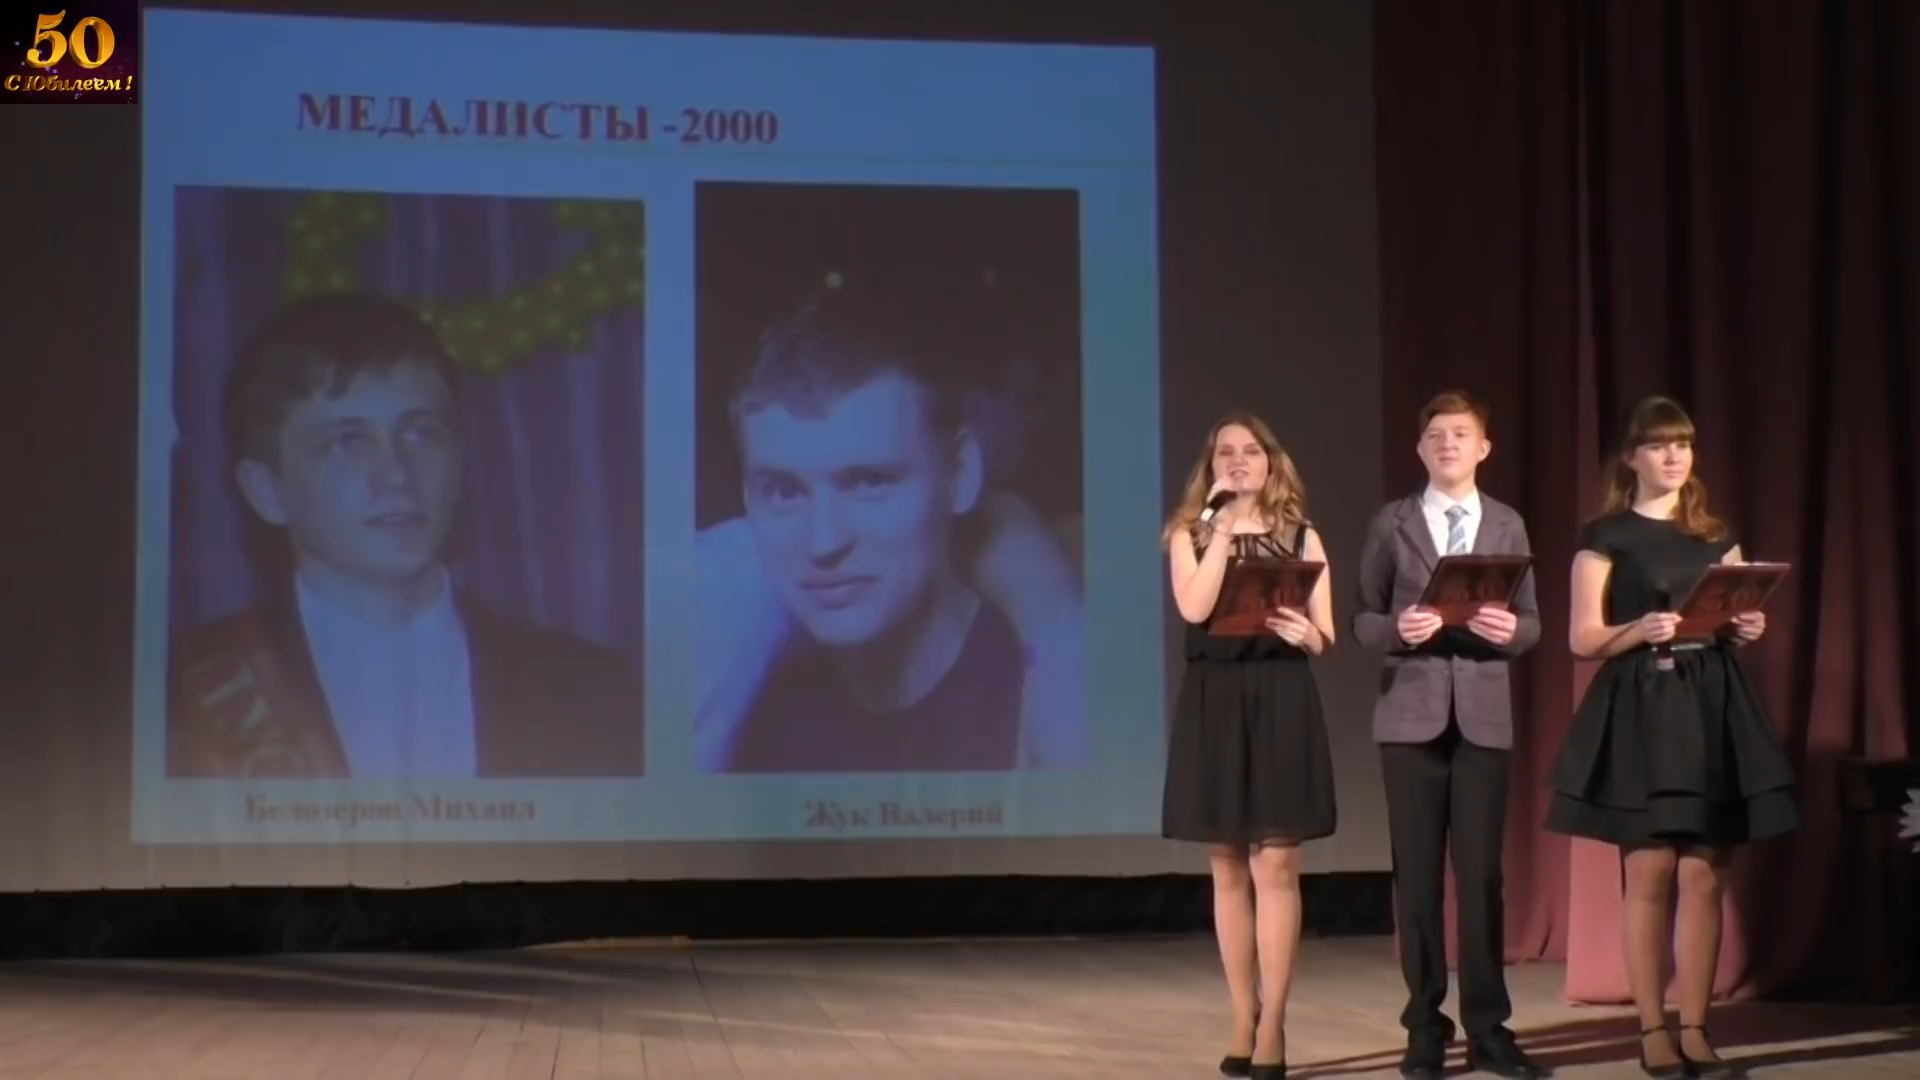 50
С Юбилеем!
МЕДАЛИСТЫ -2000
Белозеров Михаил
Жук Валерий